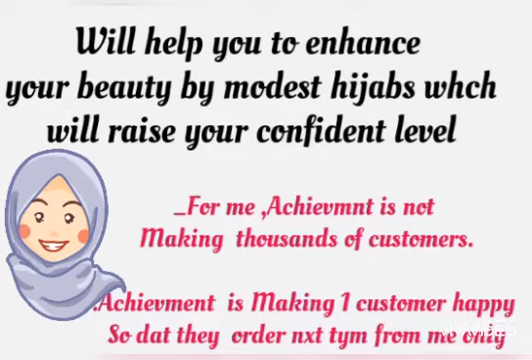 Will help you to enhance
your beauty by modest hijabs whch
will raise your confident level
_For me ,Achievmnt is not
Making thousands of customers.
.Achievment is Making 1 customer happy
So dat they order nxt tym from me only